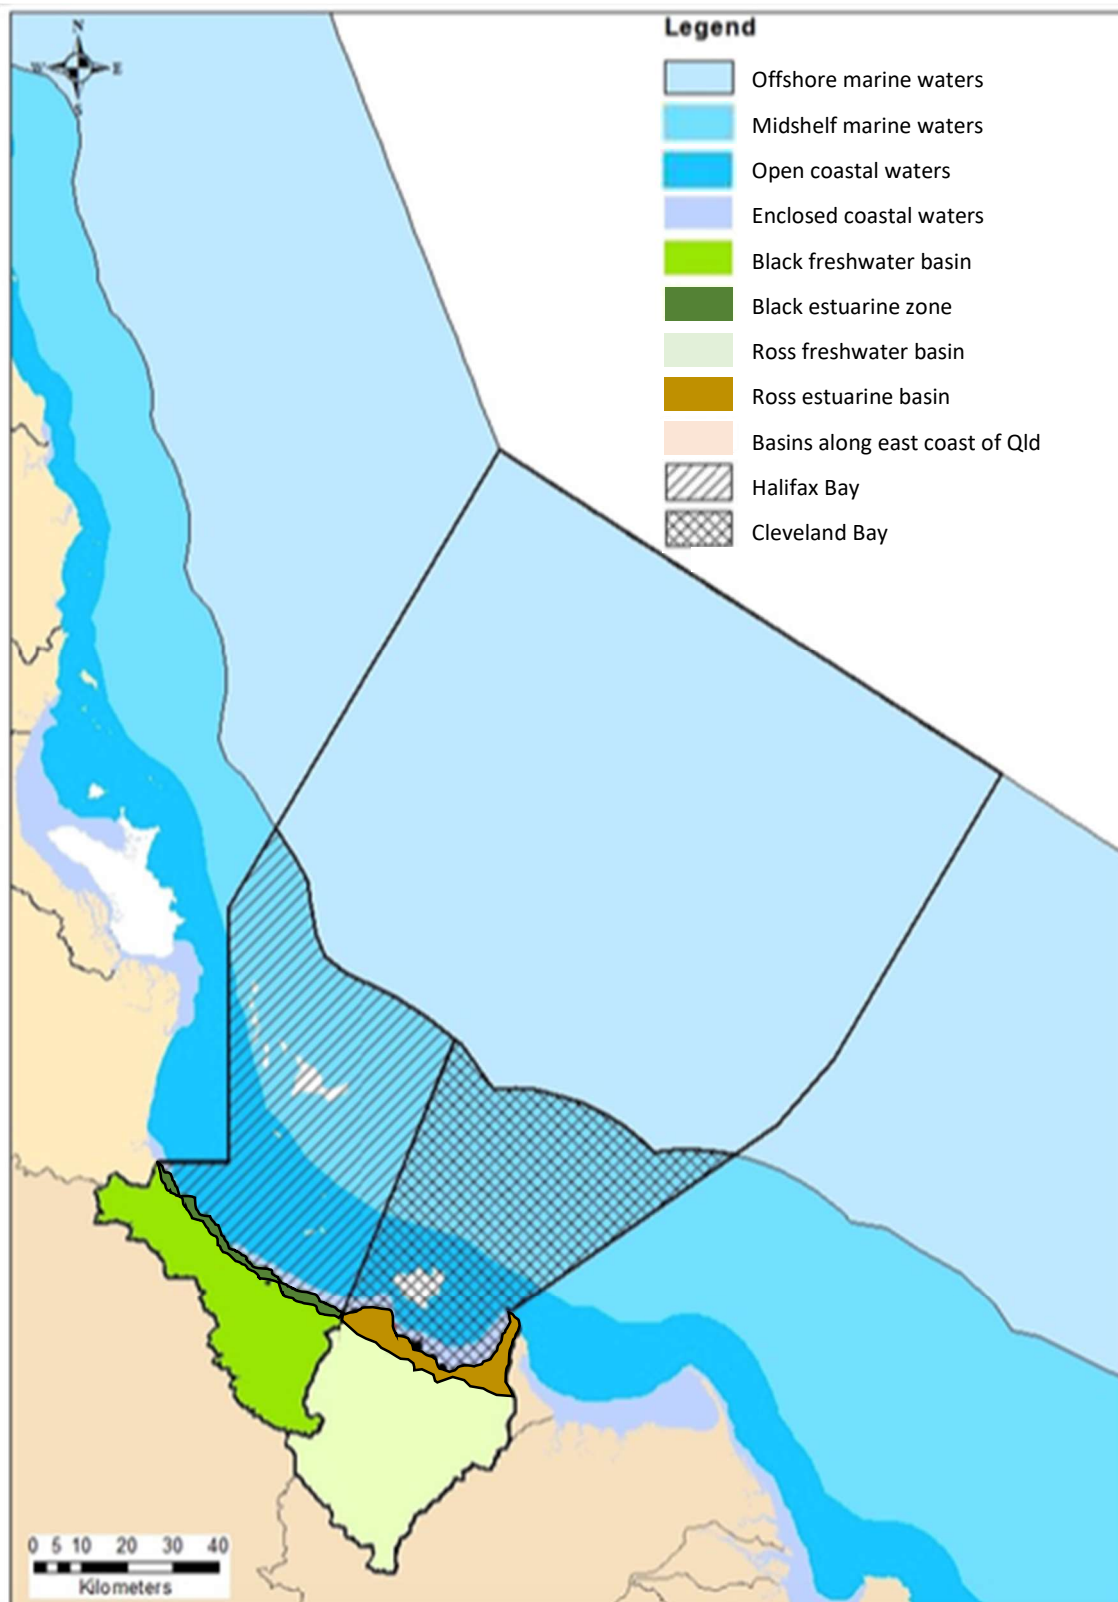 N
W E
S
Legend
Offshore marine waters
Midshelf marine waters
Open coastal waters
Enclosed coastal waters
Black freshwater basin
Black estuarine zone
Ross freshwater basin
Ross estuarine basin
Basins along east coast of Qld
Halifax Bay
Cleveland Bay
0 5 10 20 30 40
Kilometers